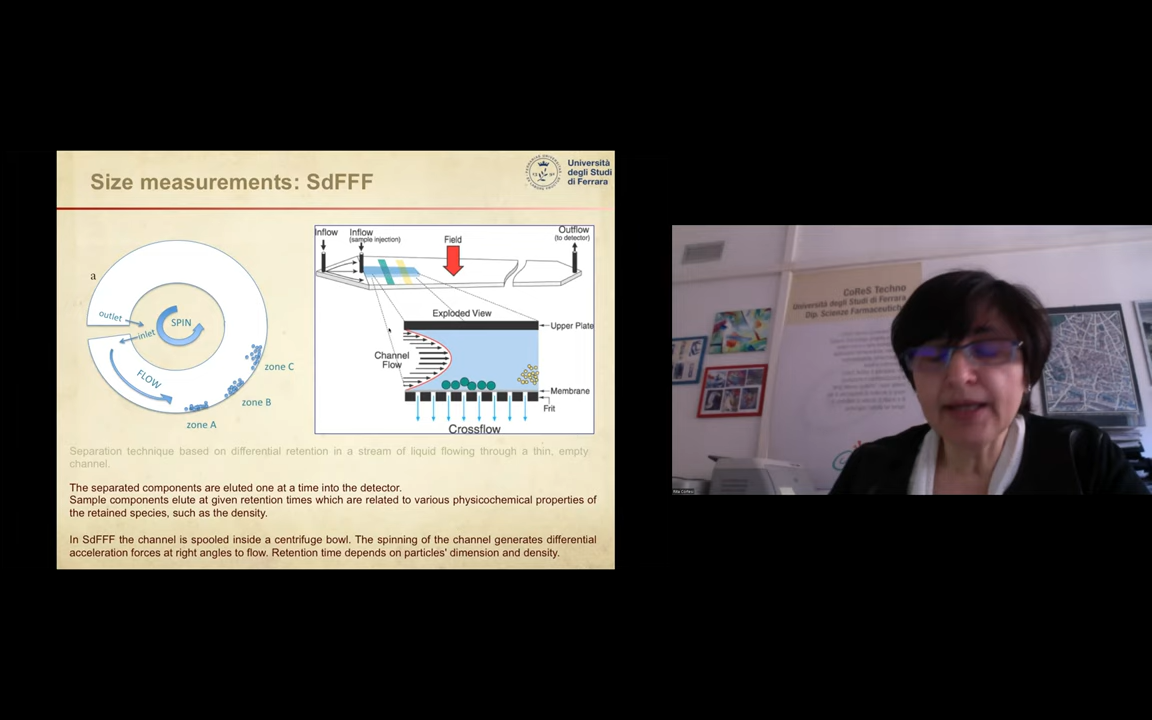 Size measurements: SdFFF
Università
degli Studi
di Ferrara
a
outlet
inlet
SPIN
FLOW
zone C
zone B
zone A
Inflow
Inflow
(sample injection)
Field
Outflow
(to detector)
Exploded View
Upper Plate
Channel
Flow
Membrane
Frit
Crossflow
Separation technique based on differential retention in a stream of liquid flowing through a thin, empty
channel.
The separated components are eluted one at a time into the detector.
Sample components elute at given retention times which are related to various physicochemical properties of
the retained species, such as the density.
In SdFFF the channel is spooled inside a centrifuge bowl. The spinning of the channel generates differential
acceleration forces at right angles to flow. Retention time depends on particles' dimension and density.
CoReS Techno
Università degli Studi di Ferrara
Dip. Scienze Farmaceutiche